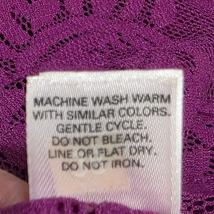 MACHINE WASH WARM
WITH SIMILAR COLORS.
GENTLE CYCLE.
DO NOT BLEACH.
LINE OR FLAT DRY.
DO NOT IRON.